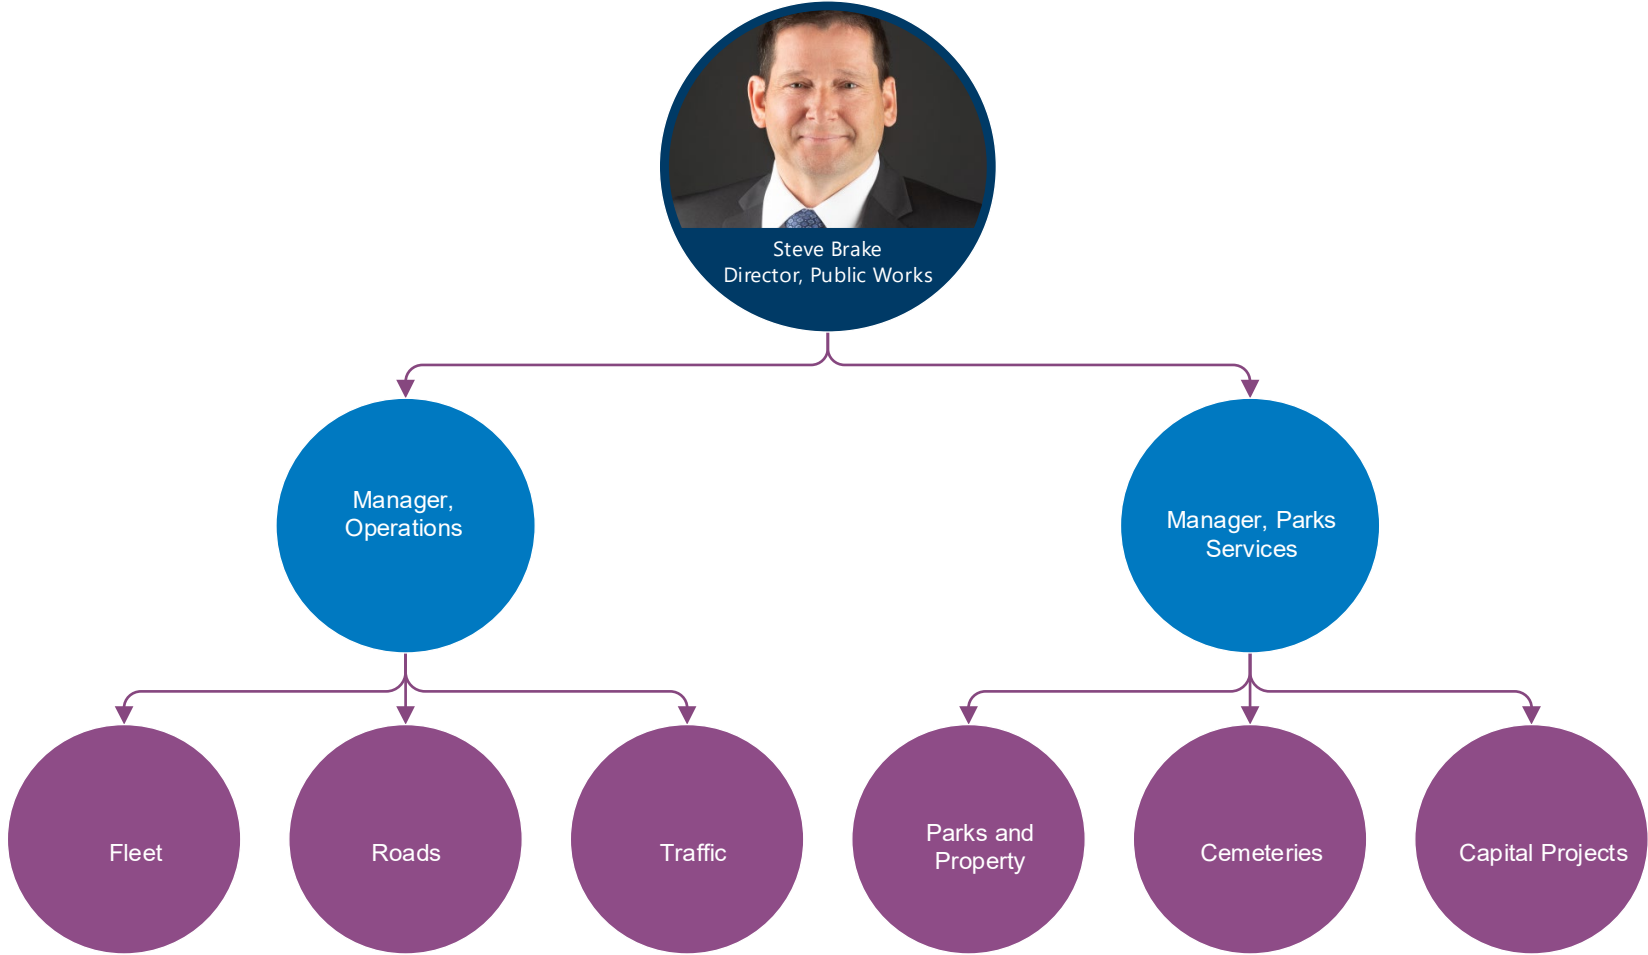 Steve Brake
Director, Public Works
Manager,
Operations
Manager, Parks
Services
Fleet
Roads
Traffic
Parks and
Property
Cemeteries
Capital Projects